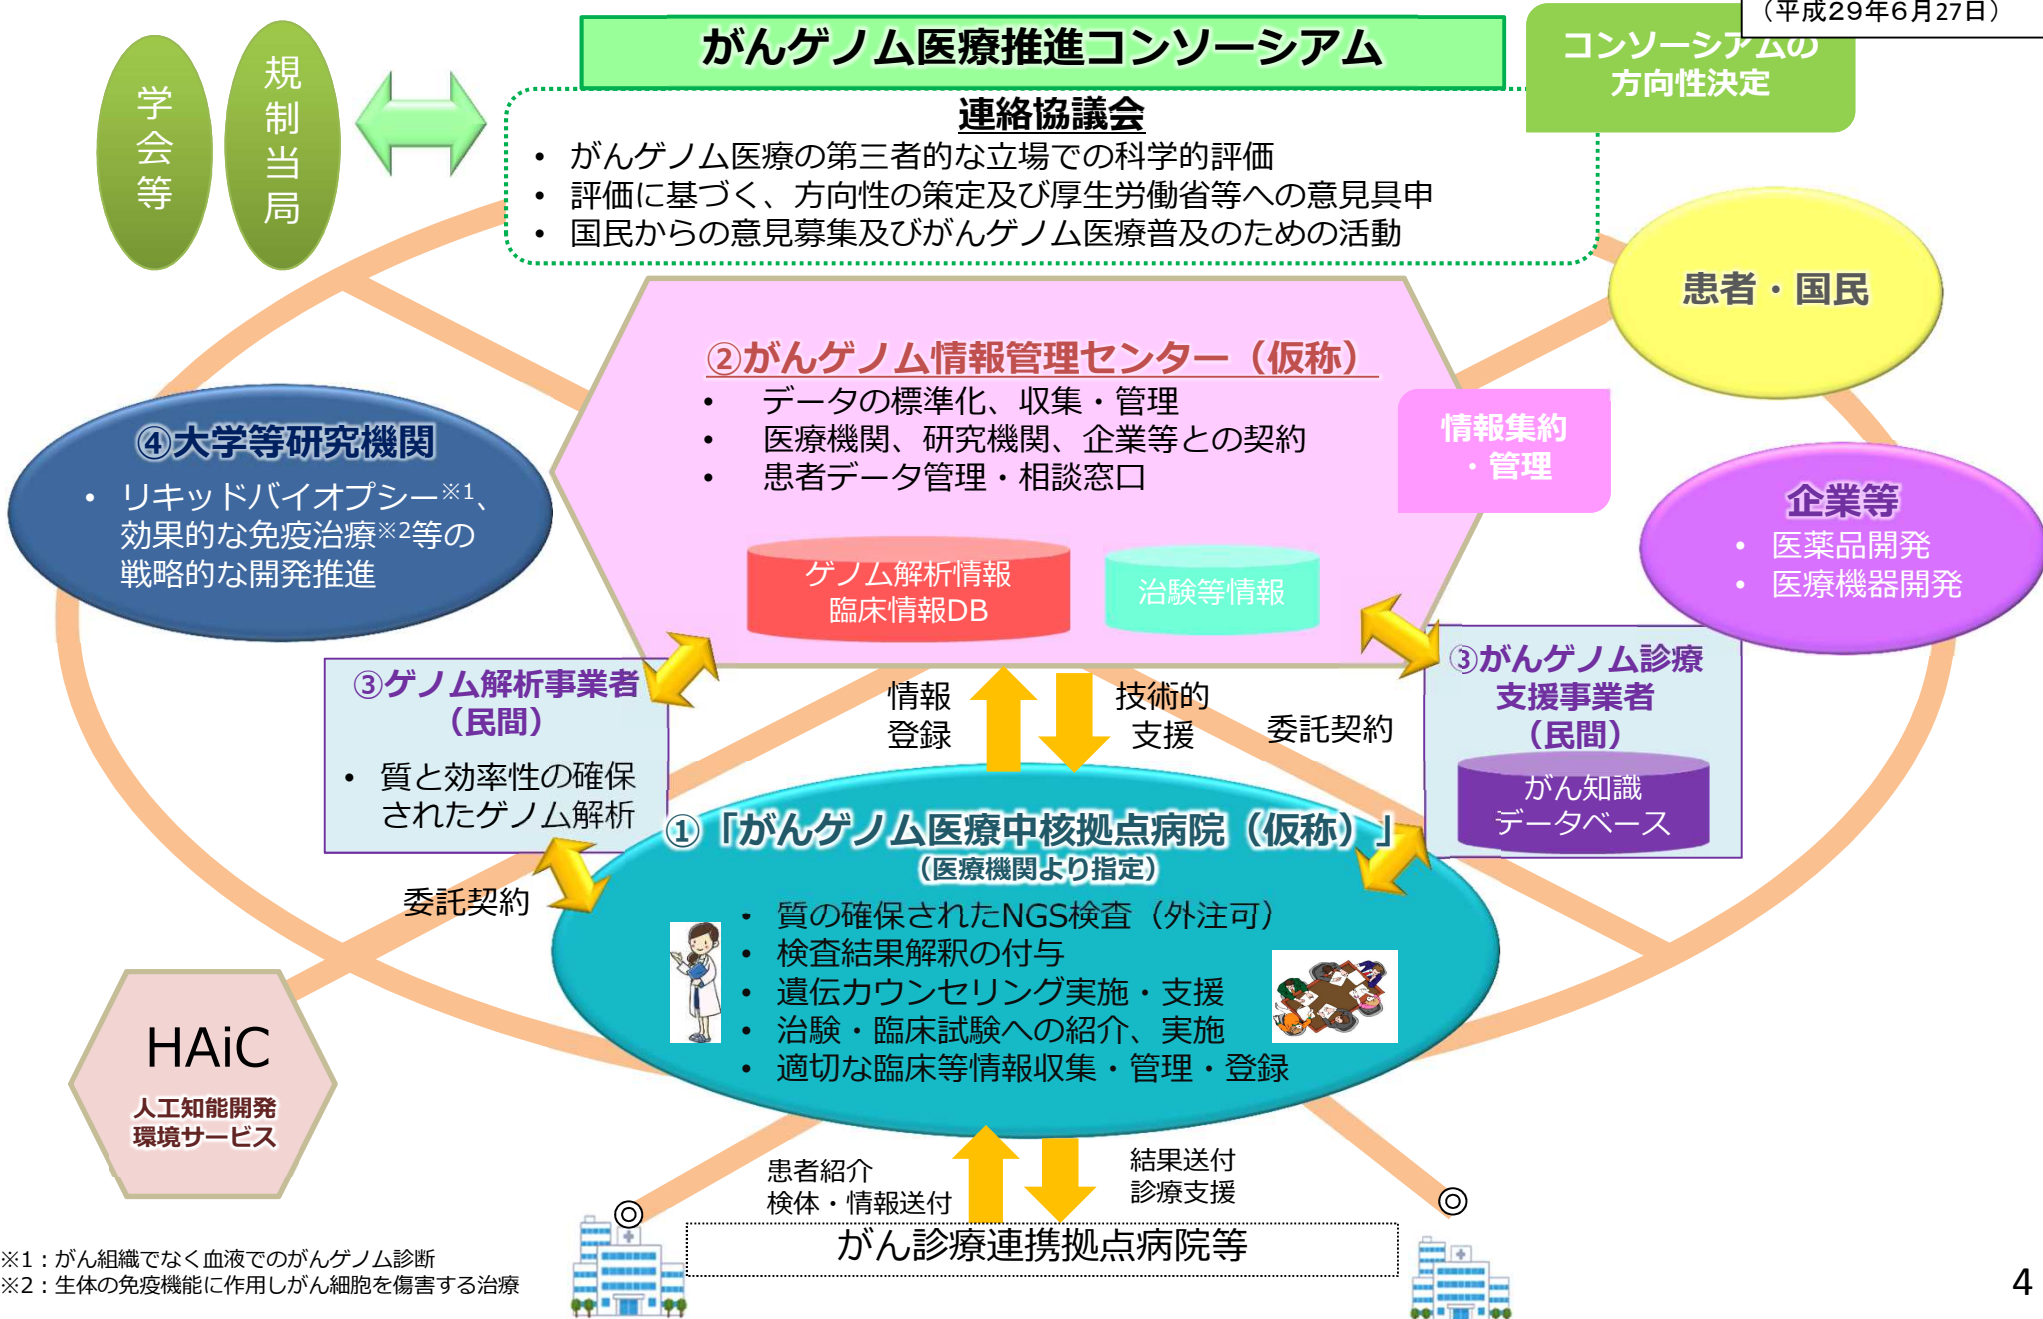 （平成29年6月27日）
がんゲノム医療推進コンソーシアム
コンソーシアムの
方向性決定
学会等
規制当局
連絡協議会
• がんゲノム医療の第三者的な立場での科学的評価
• 評価に基づく、方向性の策定及び厚生労働省等への意見具申
• 国民からの意見募集及びがんゲノム医療普及のための活動
患者・国民
②がんゲノム情報管理センター（仮称）
• データの標準化、収集・管理
• 医療機関、研究機関、企業等との契約
• 患者データ管理・相談窓口
情報集約
・管理
④大学等研究機関
• リキッドバイオプシー※1、
効果的な免疫治療※2等の
戦略的な開発推進
企業等
• 医薬品開発
• 医療機器開発
ゲノム解析情報
臨床情報DB
治験等情報
③ゲノム解析事業者
（民間）
• 質と効率性の確保
されたゲノム解析
情報
登録
技術的
支援
委託契約
③がんゲノム診療
支援事業者
（民間）
がん知識
データベース
委託契約
①「がんゲノム医療中核拠点病院（仮称）」
（医療機関より指定）
• 質の確保されたNGS検査（外注可）
• 検査結果解釈の付与
• 遺伝カウンセリング実施・支援
• 治験・臨床試験への紹介、実施
• 適切な臨床等情報収集・管理・登録
HAiC
人工知能開発
環境サービス
患者紹介
検体・情報送付
結果送付
診療支援
◎
◎
がん診療連携拠点病院等
※1：がん組織でなく血液でのがんゲノム診断
※2：生体の免疫機能に作用しがん細胞を傷害する治療
4